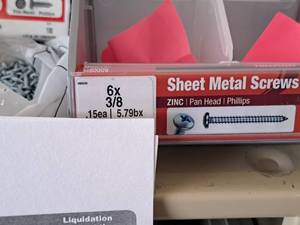 6x
3/8
.15ea | 5.79bx
Sheet Metal Screws
ZINC | Pan Head | Phillips
Liquidation